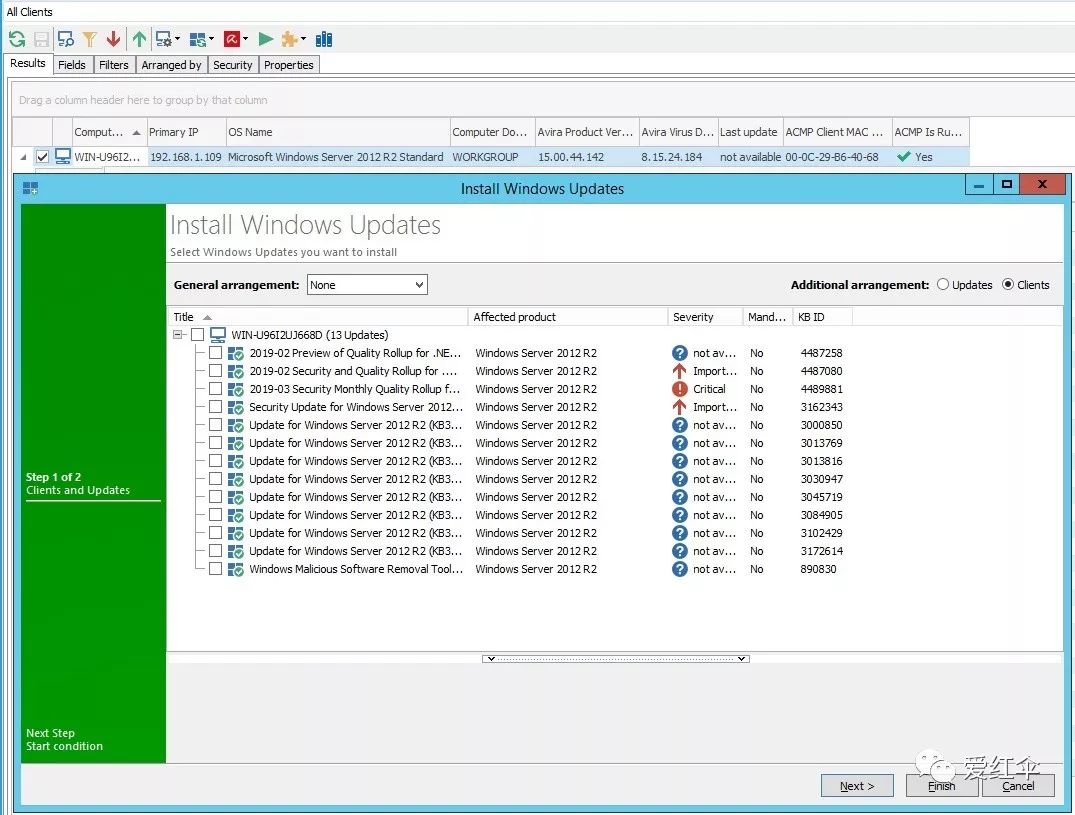 All Clients
Results Fields Filters Arranged by Security Properties
Drag a column header here to group by that column
Comput... Primary IP OS Name Computer Do... Avira Product Ver... Avira Virus D... Last update ACMP Client MAC ... ACMP Is Ru...
WIN-U96I2... 192.168.1.109 Microsoft Windows Server 2012 R2 Standard WORKGROUP 15.00.44.142 8.15.24.184 not available 00-0C-29-B6-40-68 Yes
Install Windows Updates
Install Windows Updates
Select Windows Updates you want to install
General arrangement: None Additional arrangement: Updates Clients
Title Affected product Severity Mand... KB ID
WIN-U96I2UJ668D (13 Updates)
2019-02 Preview of Quality Rollup for .NE... Windows Server 2012 R2 not av... No 4487258
2019-02 Security and Quality Rollup for .... Windows Server 2012 R2 Import... No 4487080
2019-03 Security Monthly Quality Rollup f... Windows Server 2012 R2 Critical No 4489881
Security Update for Windows Server 2012... Windows Server 2012 R2 Import... No 3162343
Update for Windows Server 2012 R2 (KB3... Windows Server 2012 R2 not av... No 3000850
Update for Windows Server 2012 R2 (KB3... Windows Server 2012 R2 not av... No 3013769
Update for Windows Server 2012 R2 (KB3... Windows Server 2012 R2 not av... No 3013816
Update for Windows Server 2012 R2 (KB3... Windows Server 2012 R2 not av... No 3030947
Update for Windows Server 2012 R2 (KB3... Windows Server 2012 R2 not av... No 3045719
Update for Windows Server 2012 R2 (KB3... Windows Server 2012 R2 not av... No 3084905
Update for Windows Server 2012 R2 (KB3... Windows Server 2012 R2 not av... No 3102429
Update for Windows Server 2012 R2 (KB3... Windows Server 2012 R2 not av... No 3172614
Windows Malicious Software Removal Tool... Windows Server 2012 R2 not av... No 890830
Step 1 of 2
Clients and Updates
Next Step
Start condition
爱红伞
Next > Finish Cancel